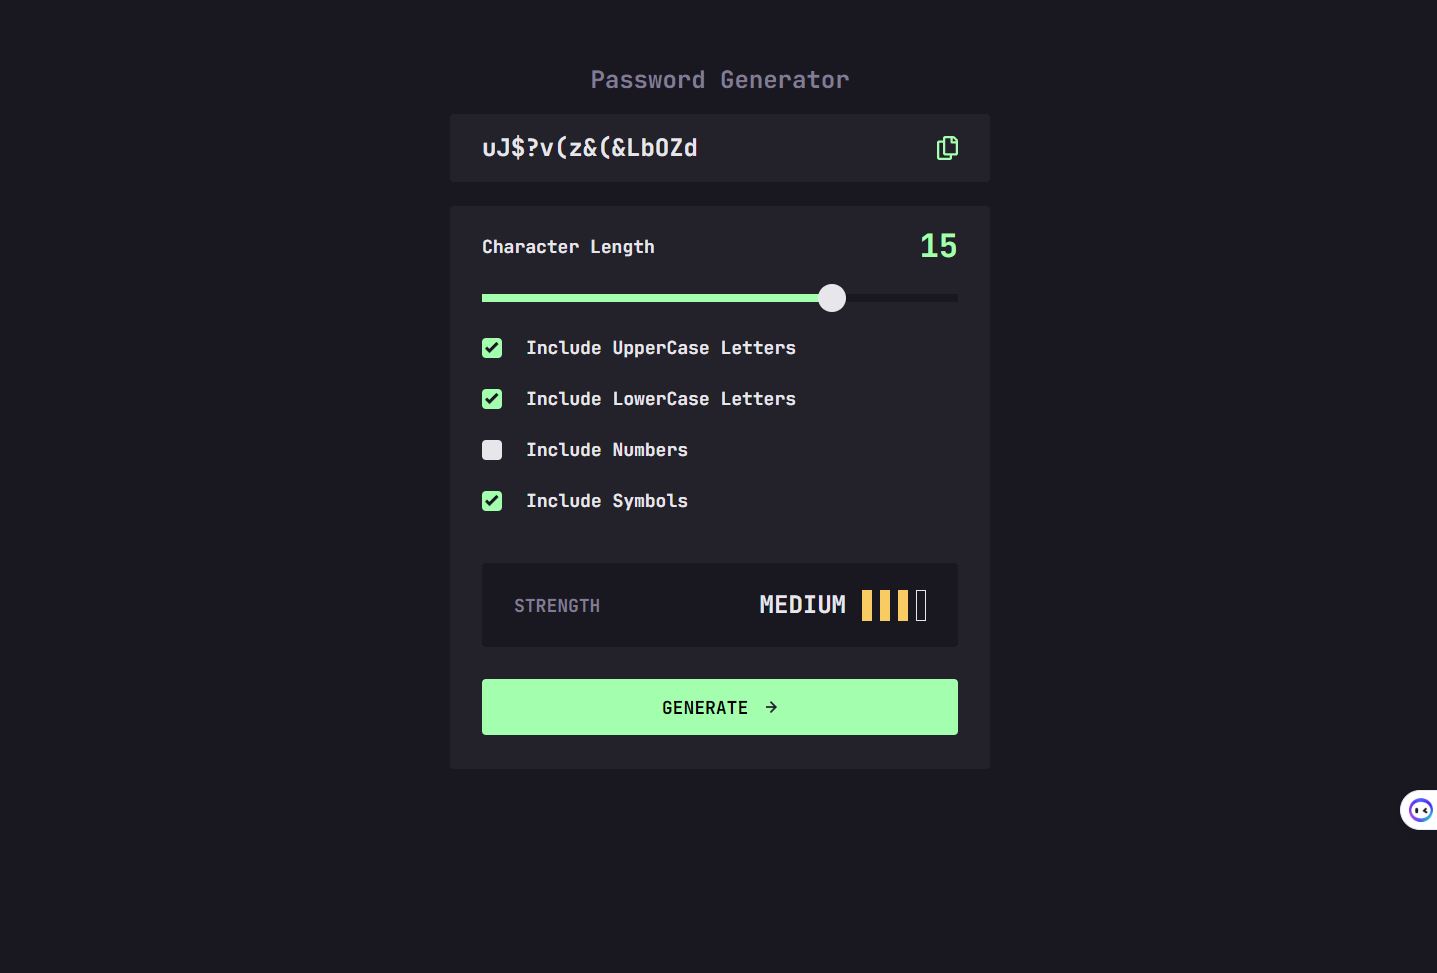 Password Generator
uJ$?v(z&(&LbOZd
Character Length 15
Include UpperCase Letters
Include LowerCase Letters
Include Numbers
Include Symbols
STRENGTH MEDIUM
GENERATE →